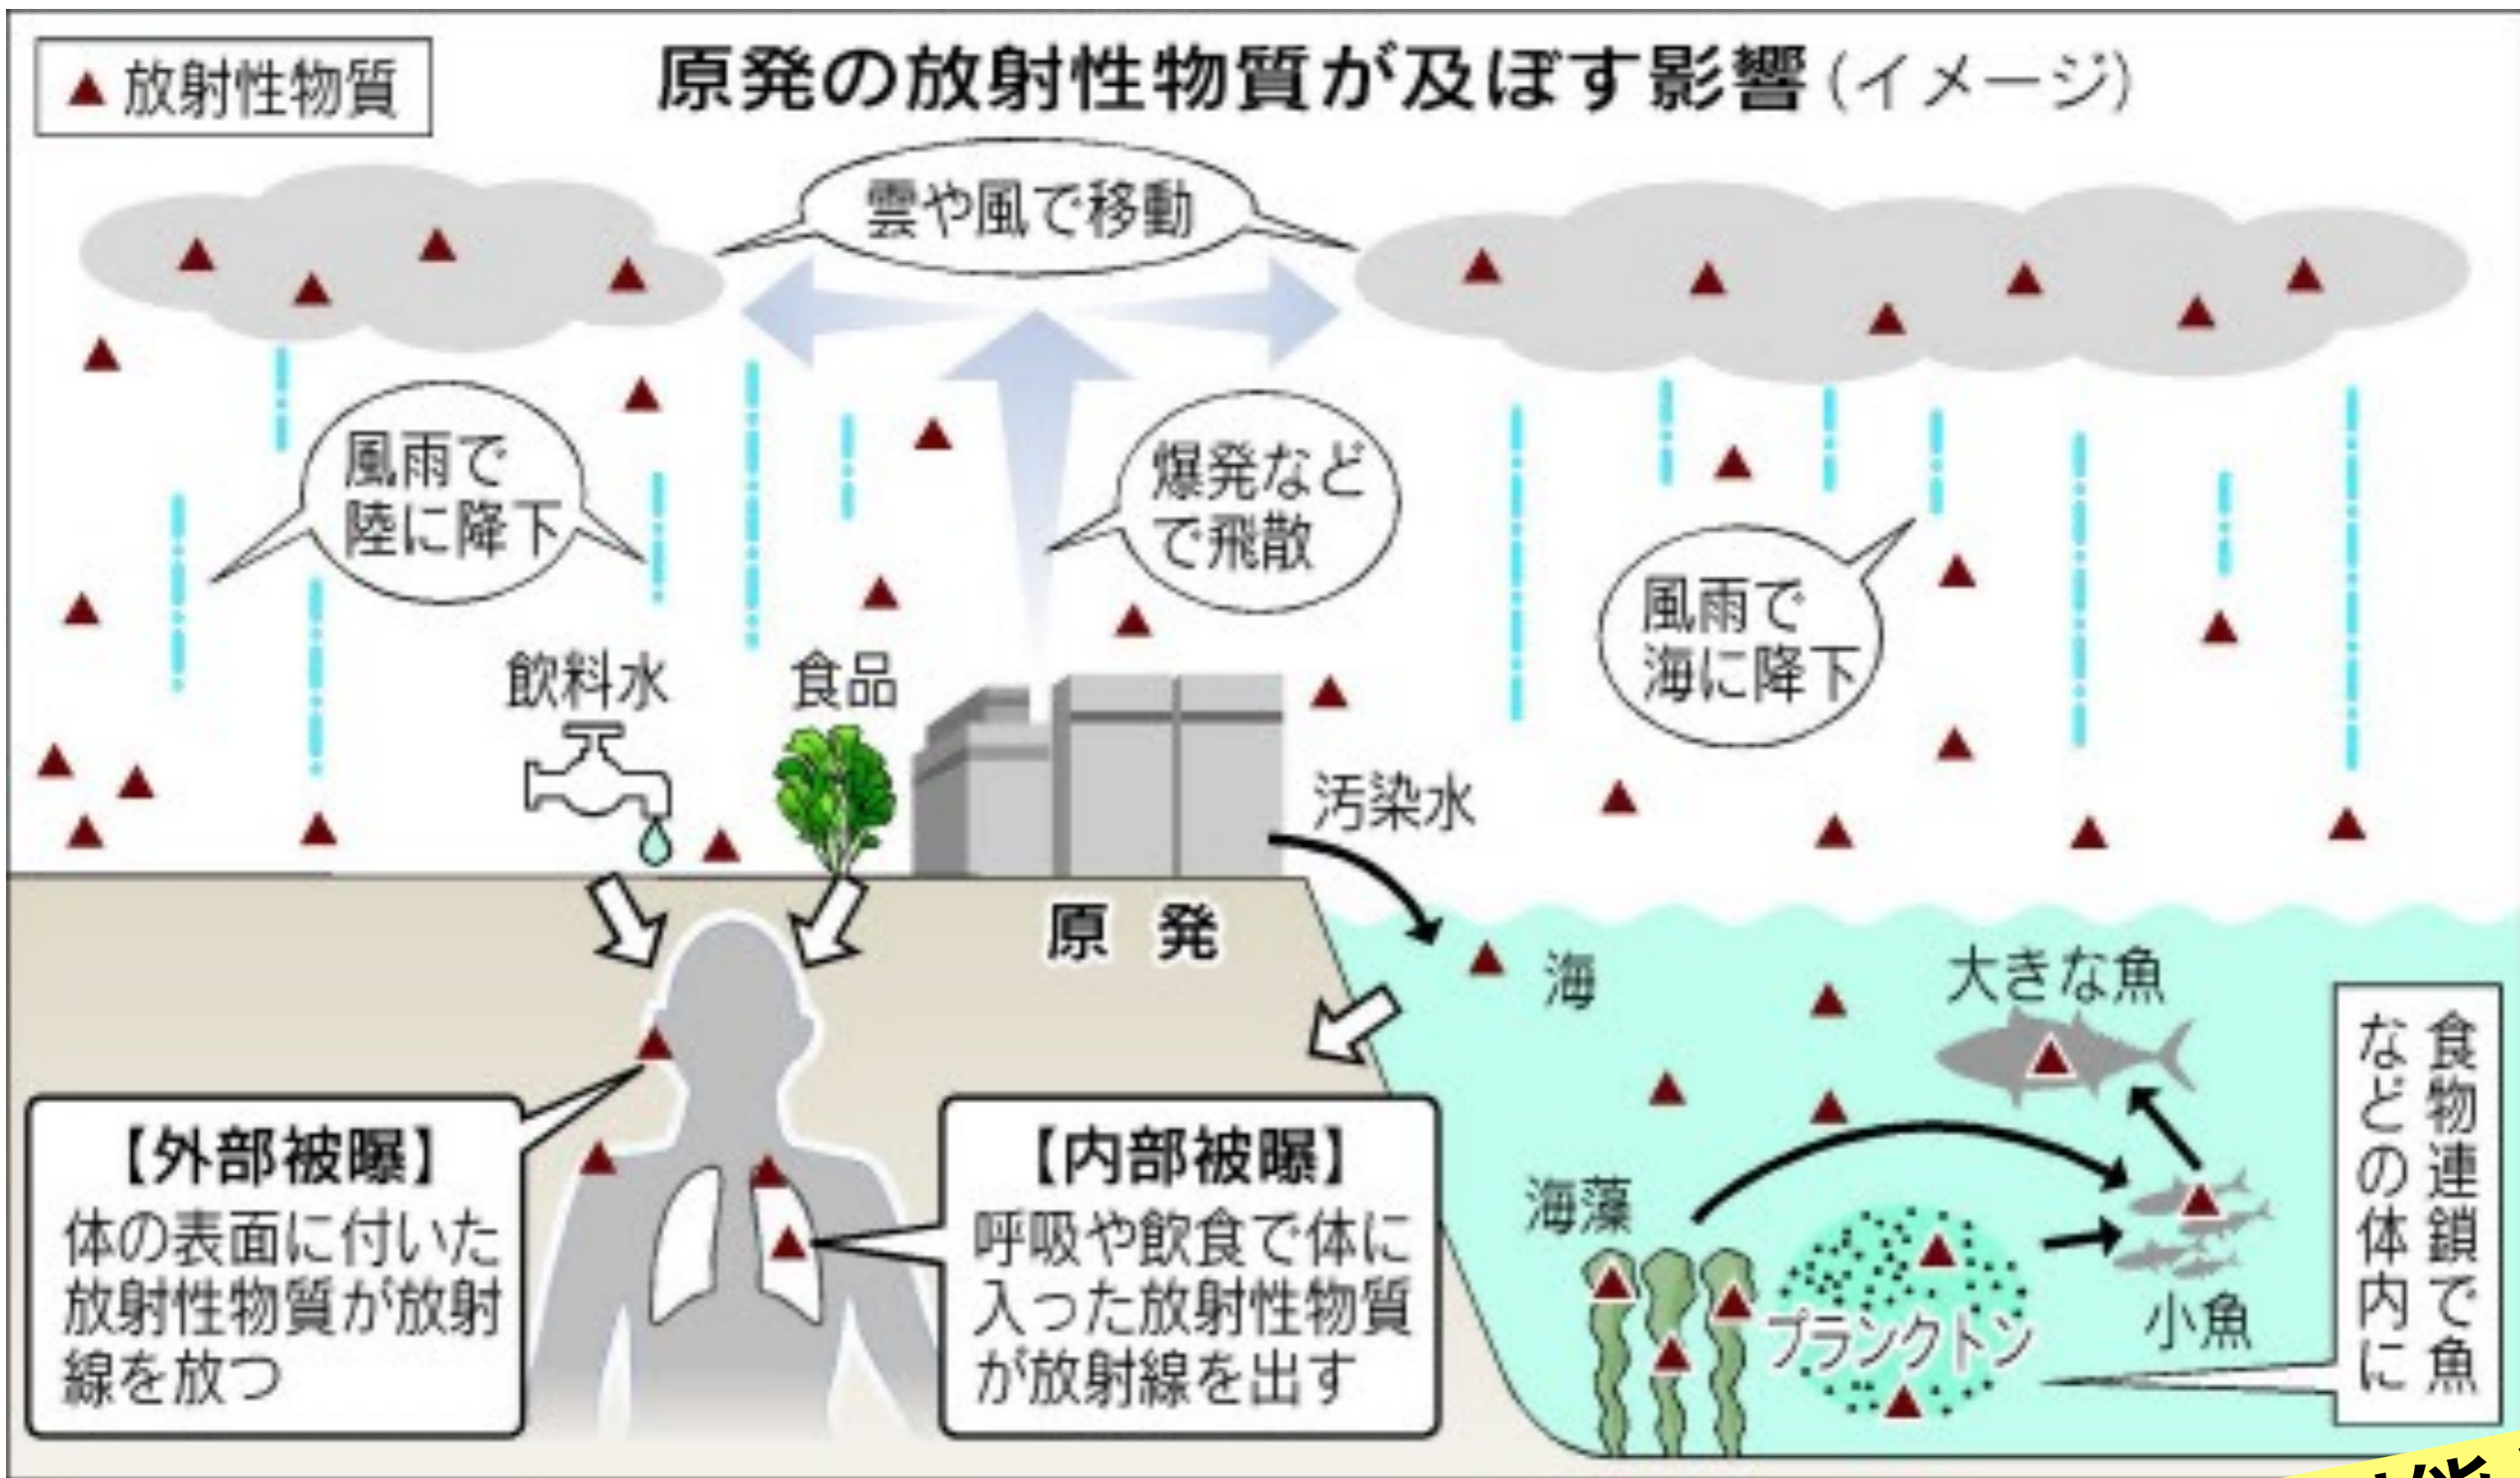 放射性物質
原発の放射性物質が及ぼす影響(イメージ)
雲や風で移動
風雨で
陸に降下
爆発など
で飛散
風雨で
海に降下
飲料水
食品
汚染水
原発
海
大きな魚
食物連鎖で魚
などの体内に
【外部被曝】
体の表面に付いた
放射性物質が放射
線を放つ
【内部被曝】
呼吸や飲食で体に
入った放射性物質
が放射線を出す
海藻
プランクトン
小魚